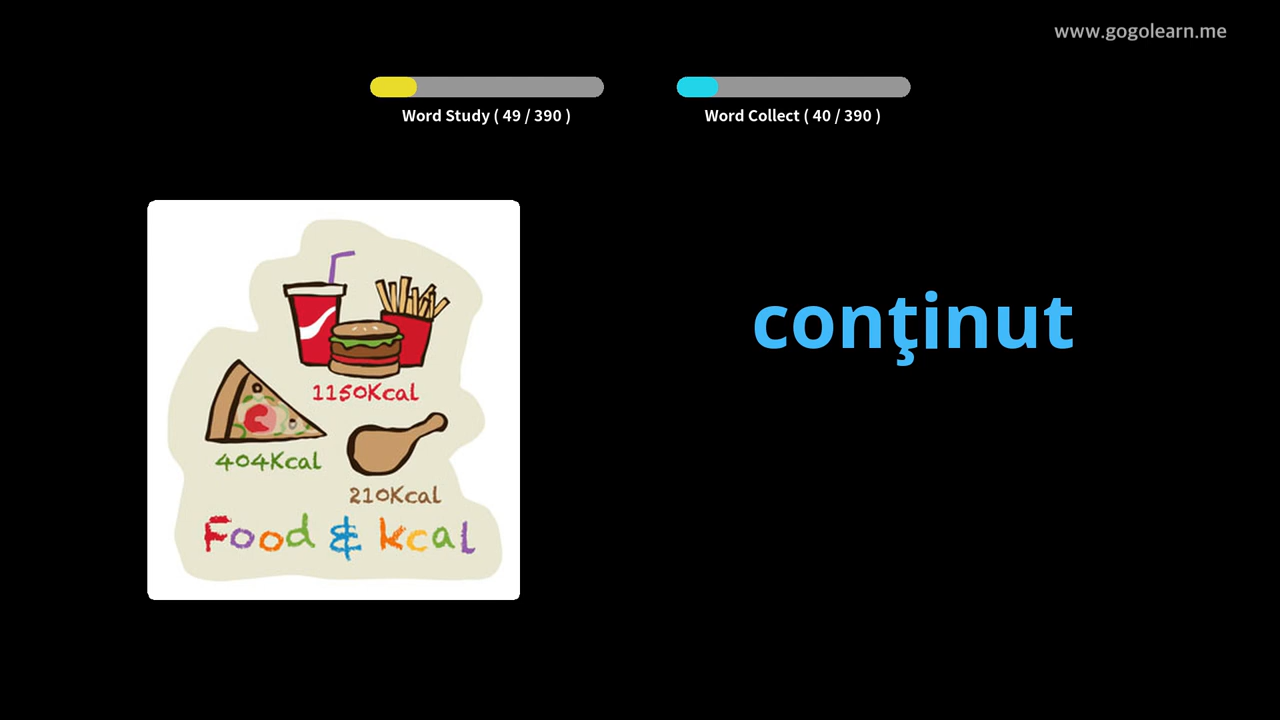 www.gogolearn.me
Word Study ( 49 / 390 )
Word Collect ( 40 / 390 )
conţinut
1150Kcal
404Kcal
210Kcal
Food & kcal